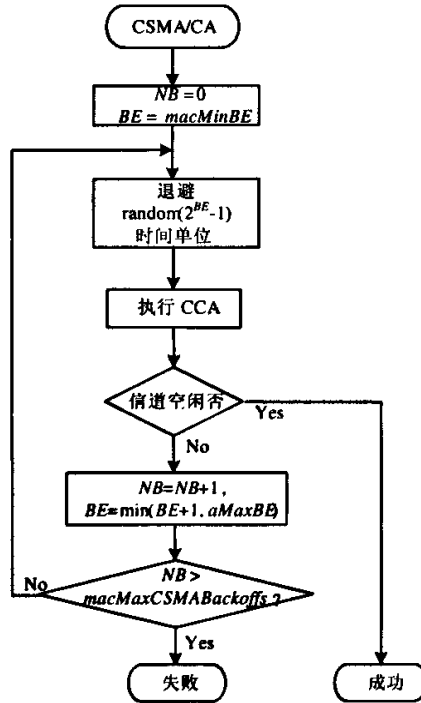 CSMA/CA
NB=0
BE = macMinBE
退避
random(2^BE-1)
时间单位
执行 CCA
信道空闲否
Yes
No
NB=NB+1,
BE=min(BE+1, aMaxBE)
No
NB>
macMaxCSMABackoffs ?
Yes
失败
成功